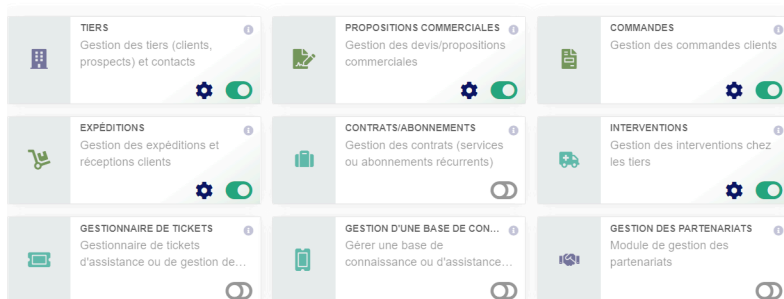 TIERS
Gestion des tiers (clients,
prospects) et contacts
PROPOSITIONS COMMERCIALES
Gestion des devis/propositions
commerciales
COMMANDES
Gestion des commandes clients
EXPÉDITIONS
Gestion des expéditions et
réceptions clients
CONTRATS/ABONNEMENTS
Gestion des contrats (services
ou abonnements récurrents)
INTERVENTIONS
Gestion des interventions chez
les tiers
GESTIONNAIRE DE TICKETS
Gestionnaire de tickets
d'assistance ou de gestion de...
GESTION D'UNE BASE DE CON...
Gérer une base de
connaissance ou d'assistance...
GESTION DES PARTENARIATS
Module de gestion des
partenariats